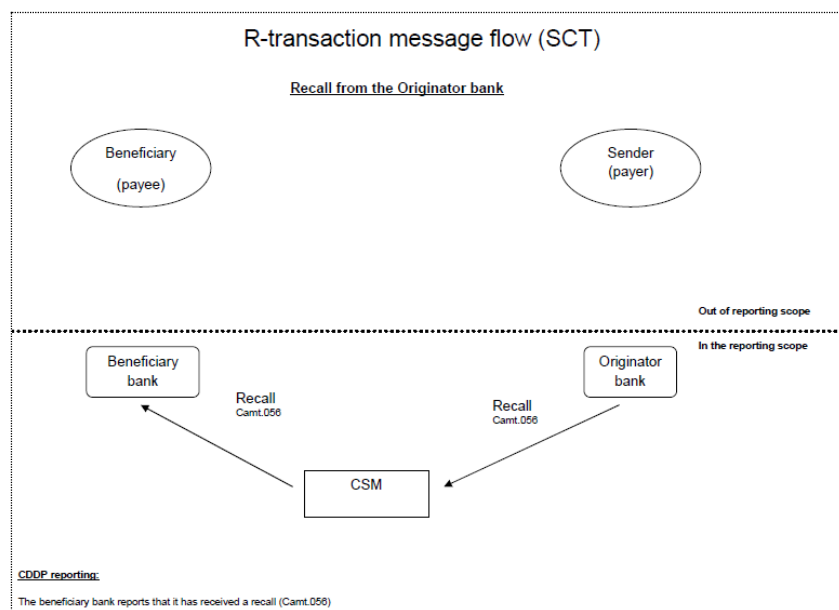 R-transaction message flow (SCT)
Recall from the Originator bank
Beneficiary
(payee)
Sender
(payer)
Out of reporting scope
In the reporting scope
Beneficiary
bank
Originator
bank
Recall
Camt.056
Recall
Camt.056
CSM
CDDP reporting:
The beneficiary bank reports that it has received a recall (Camt.056)